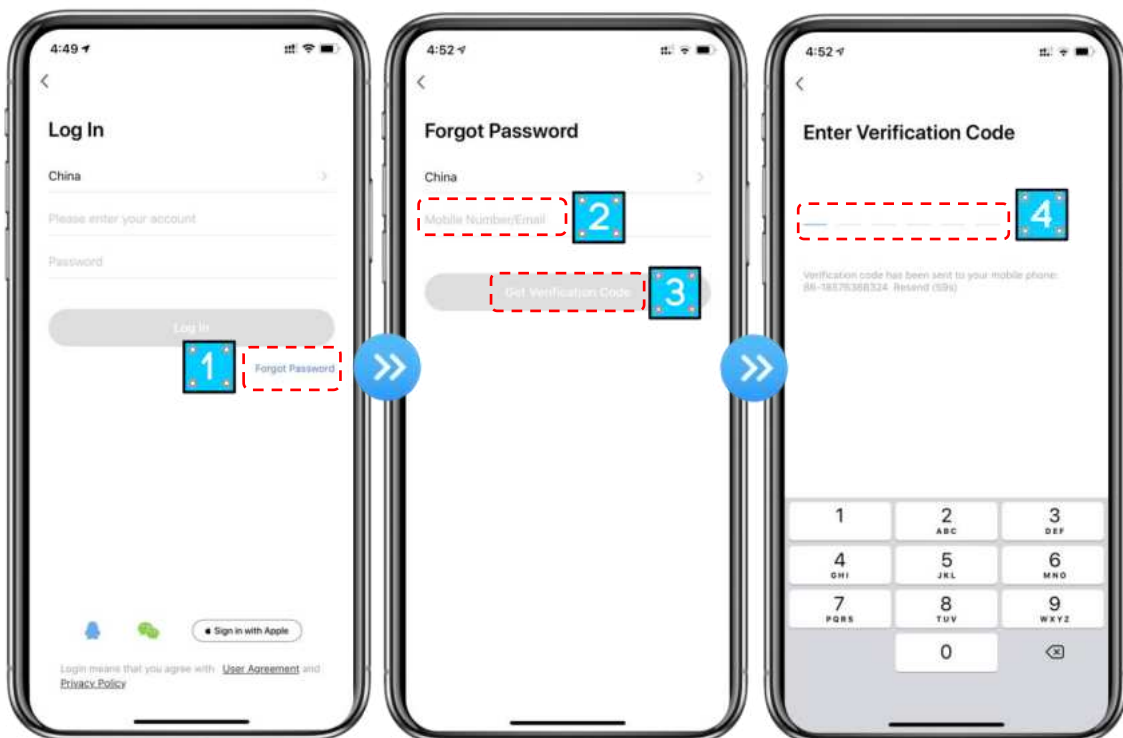 4:49
Log In
China
Please enter your account
Password
Log In
1
Forgot Password
Sign in with Apple
Login means that you agree with User Agreement and
Privacy Policy
4:52
Forgot Password
China
Mobile Number/Email
2
Get Verification Code
3
4:52
Enter Verification Code
4
Verification code has been sent to your mobile phone:
Resend (59s)
1
2
ABC
3
DEF
4
GHI
5
JKL
6
MNO
7
PQRS
8
TUV
9
WXYZ
0